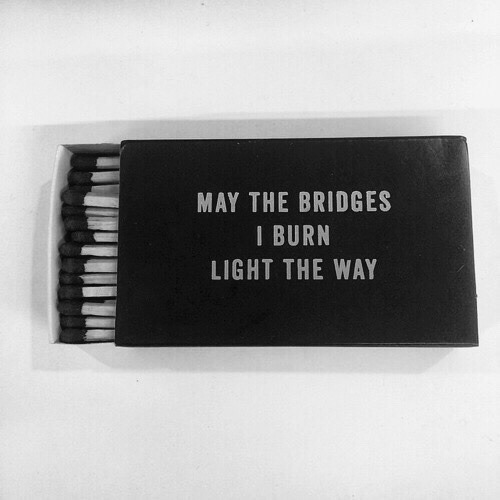 MAY THE BRIDGES
I BURN
LIGHT THE WAY